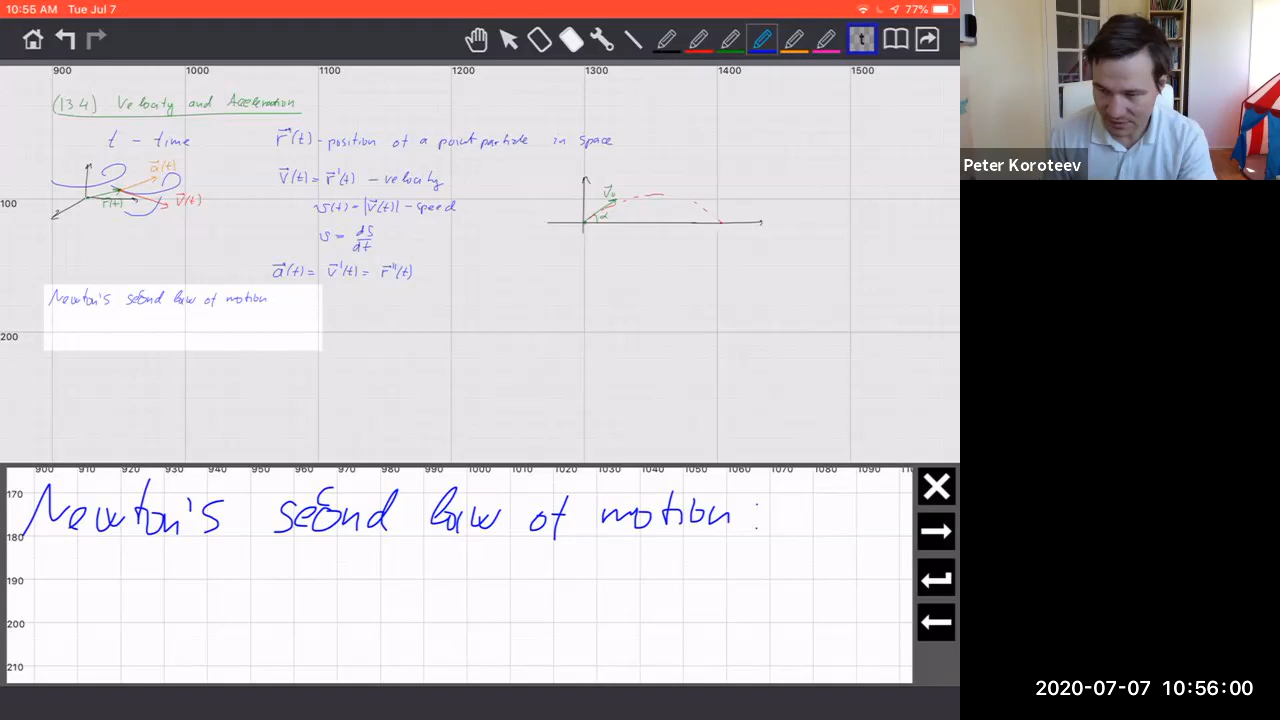 10:55 AM Tue Jul 7
77%
t
900 1000 1100 1200 1300 1400 1500
(13.4) Velocity and Acceleration
t - time
r⃗(t) - position of a point particle in space
a⃗(t)
v⃗(t)
r⃗(t)
v⃗(t) = r⃗'(t) - velocity
v(t) = |v⃗(t)| - speed
v = ds/dt
a⃗(t) = v⃗'(t) = r⃗''(t)
α
100
Newton's second law of motion
200
Peter Koroteev
900 910 920 930 940 950 960 970 980 990 1000 1010 1020 1030 1040 1050 1060 1070 1080 1090
170
Newton's second law of motion :
180
190
200
210
2020-07-07 10:56:00